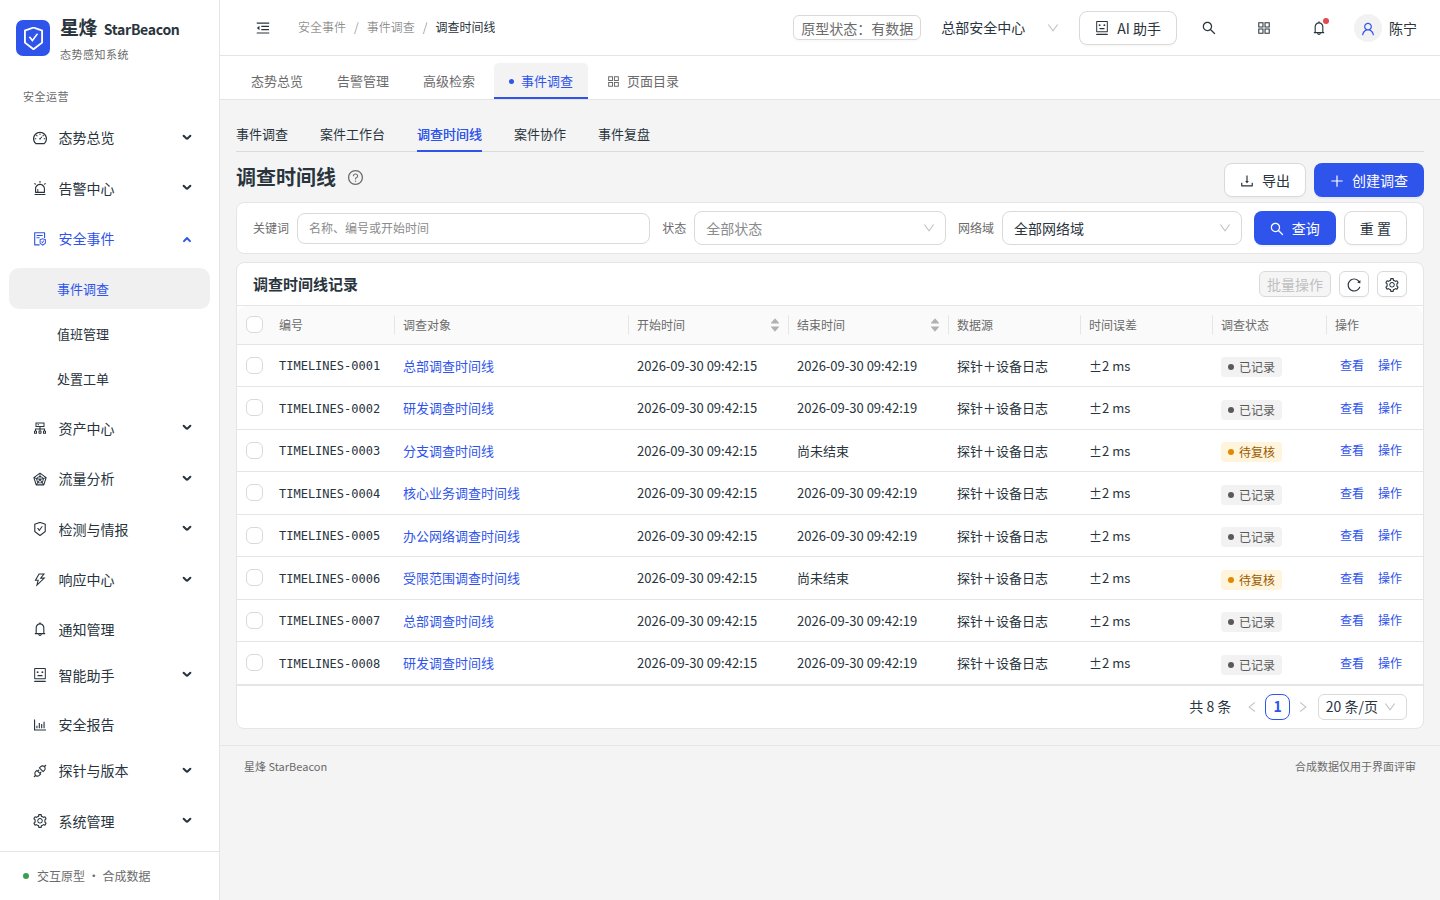 星烽 StarBeacon
态势感知系统
安全运营
态势总览
告警中心
安全事件
事件调查
值班管理
处置工单
资产中心
流量分析
检测与情报
响应中心
通知管理
智能助手
安全报告
探针与版本
系统管理
交互原型 · 合成数据
安全事件 / 事件调查 / 调查时间线
原型状态：有数据
总部安全中心
AI 助手
陈宁
态势总览 告警管理 高级检索 事件调查 页面目录
事件调查 案件工作台 调查时间线 案件协作 事件复盘
调查时间线
导出 创建调查
关键词 名称、编号或开始时间 状态 全部状态 网络域 全部网络域 查询 重 置
调查时间线记录 批量操作
编号 调查对象 开始时间 结束时间 数据源 时间误差 调查状态 操作
TIMELINES-0001 总部调查时间线 2026-09-30 09:42:15 2026-09-30 09:42:19 探针＋设备日志 ±2 ms 已记录 查看 操作
TIMELINES-0002 研发调查时间线 2026-09-30 09:42:15 2026-09-30 09:42:19 探针＋设备日志 ±2 ms 已记录 查看 操作
TIMELINES-0003 分支调查时间线 2026-09-30 09:42:15 尚未结束 探针＋设备日志 ±2 ms 待复核 查看 操作
TIMELINES-0004 核心业务调查时间线 2026-09-30 09:42:15 2026-09-30 09:42:19 探针＋设备日志 ±2 ms 已记录 查看 操作
TIMELINES-0005 办公网络调查时间线 2026-09-30 09:42:15 2026-09-30 09:42:19 探针＋设备日志 ±2 ms 已记录 查看 操作
TIMELINES-0006 受限范围调查时间线 2026-09-30 09:42:15 尚未结束 探针＋设备日志 ±2 ms 待复核 查看 操作
TIMELINES-0007 总部调查时间线 2026-09-30 09:42:15 2026-09-30 09:42:19 探针＋设备日志 ±2 ms 已记录 查看 操作
TIMELINES-0008 研发调查时间线 2026-09-30 09:42:15 2026-09-30 09:42:19 探针＋设备日志 ±2 ms 已记录 查看 操作
共 8 条 1 20 条/页
星烽 StarBeacon 合成数据仅用于界面评审